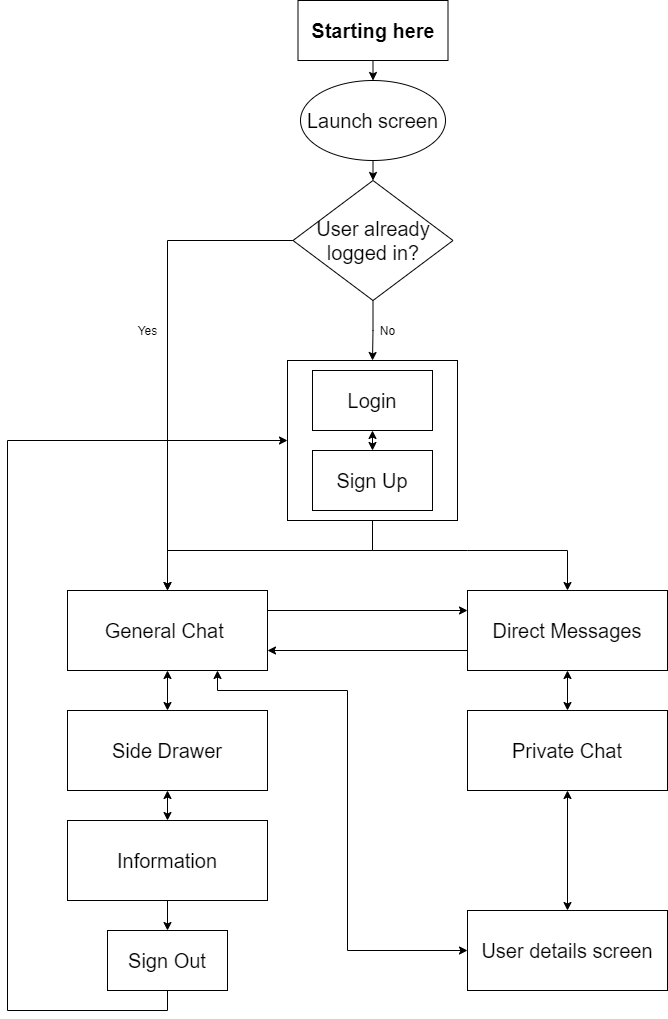 Starting here
Launch screen
User already
logged in?
Yes
No
Login
Sign Up
General Chat
Direct Messages
Side Drawer
Private Chat
Information
Sign Out
User details screen